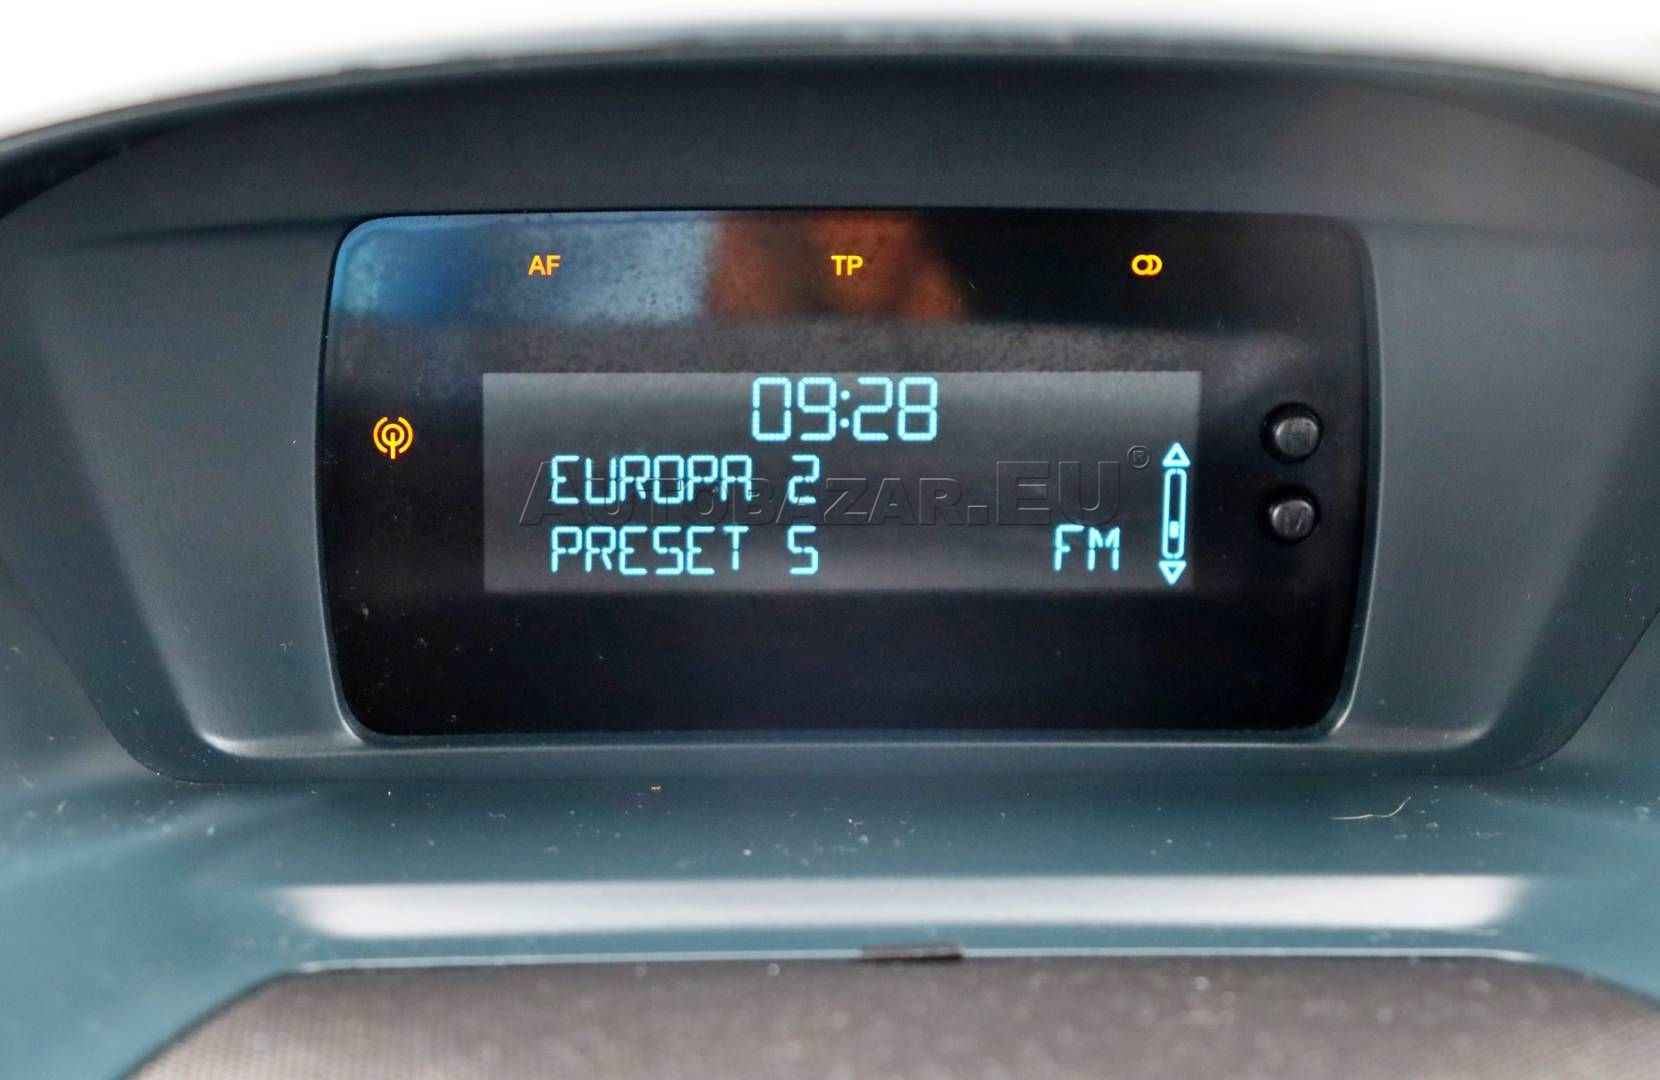 AF TP
09:28
EUROPA 2
AUTOBAZAR.EU®
PRESET 5 FM
H
M